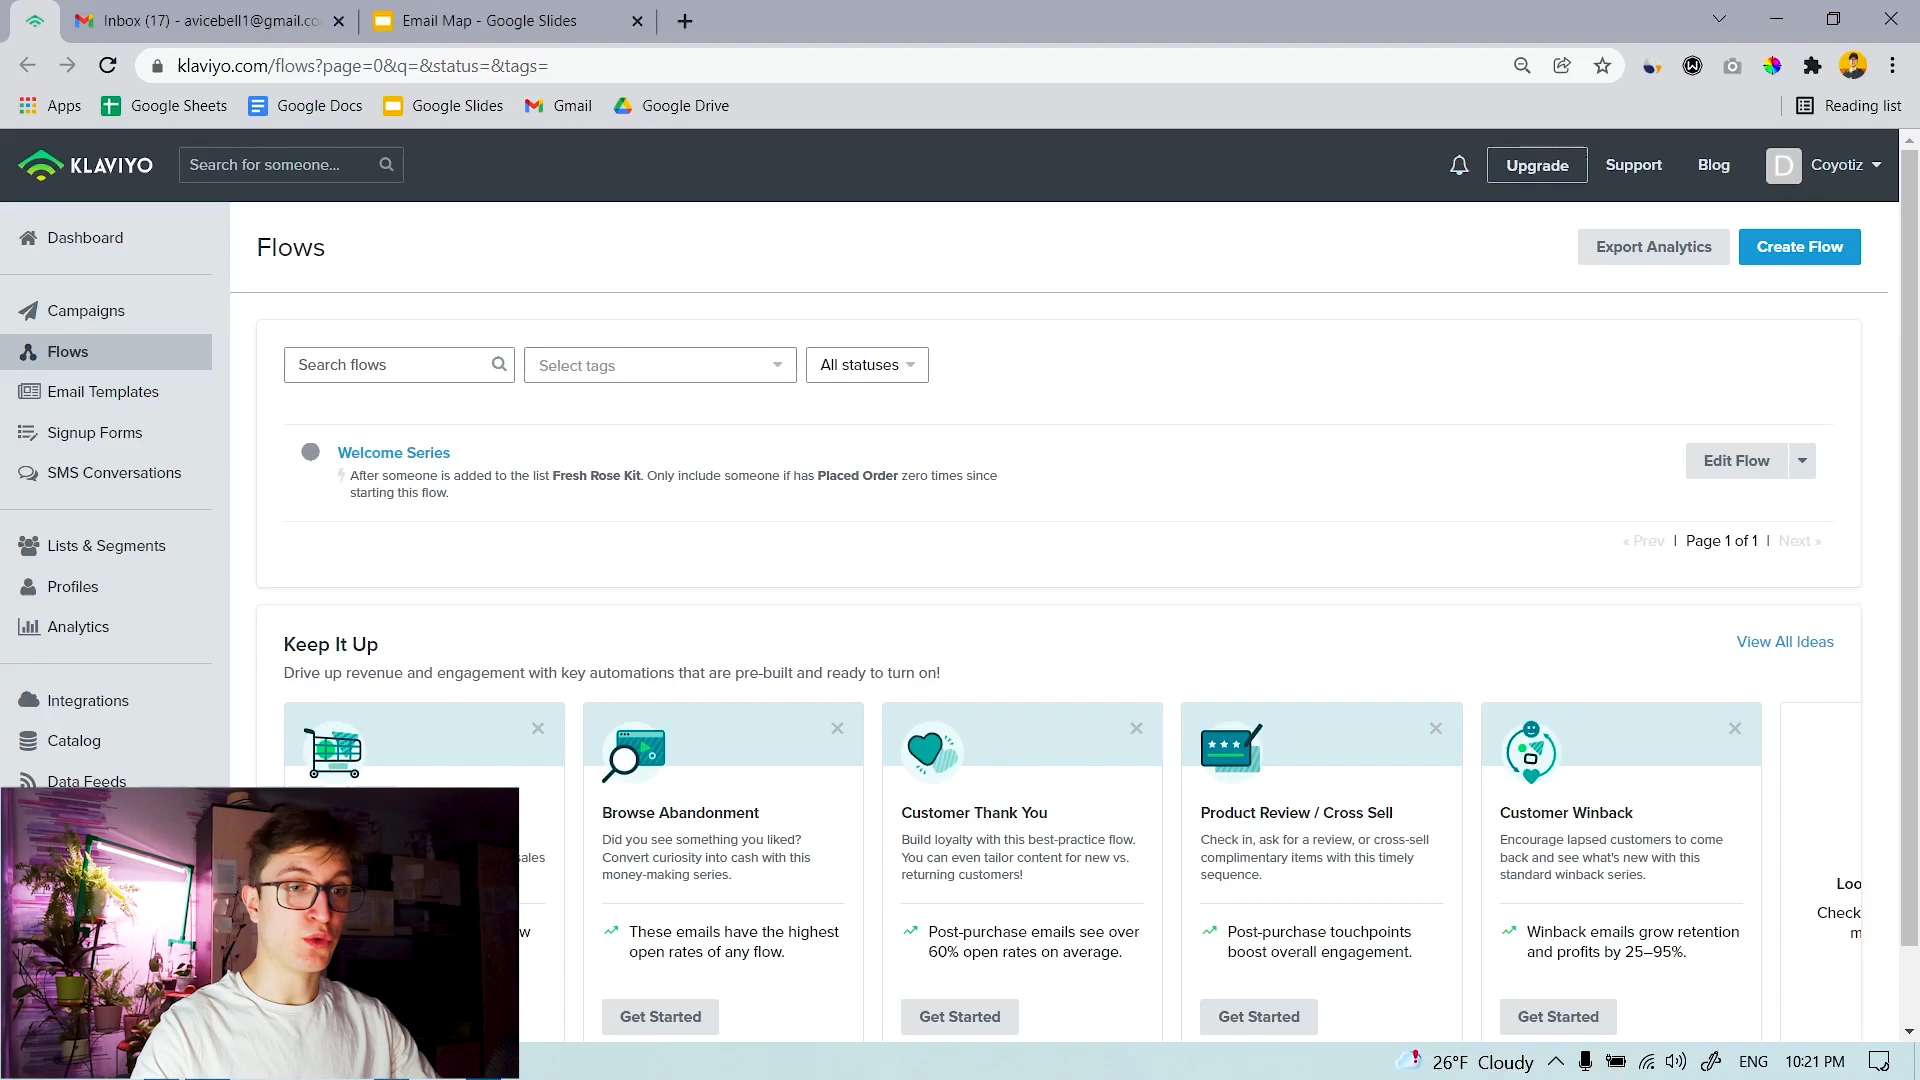 Inbox (17) - avicebell1@gmail.co
Email Map - Google Slides
klaviyo.com/flows?page=0&q=&status=&tags=
Apps
Google Sheets
Google Docs
Google Slides
Gmail
Google Drive
Reading list
KLAVIYO
Search for someone...
Upgrade
Support
Blog
D
Coyotiz
Dashboard
Campaigns
Flows
Email Templates
Signup Forms
SMS Conversations
Lists & Segments
Profiles
Analytics
Integrations
Catalog
Data Feeds
Flows
Export Analytics
Create Flow
Search flows
Select tags
All statuses
Welcome Series
After someone is added to the list Fresh Rose Kit. Only include someone if has Placed Order zero times since
starting this flow.
Edit Flow
« Prev | Page 1 of 1 | Next »
Keep It Up
View All Ideas
Drive up revenue and engagement with key automations that are pre-built and ready to turn on!
sales
w
Browse Abandonment
Did you see something you liked?
Convert curiosity into cash with this
money-making series.
These emails have the highest
open rates of any flow.
Get Started
Customer Thank You
Build loyalty with this best-practice flow.
You can even tailor content for new vs.
returning customers!
Post-purchase emails see over
60% open rates on average.
Get Started
Product Review / Cross Sell
Check in, ask for a review, or cross-sell
complimentary items with this timely
sequence.
Post-purchase touchpoints
boost overall engagement.
Get Started
Customer Winback
Encourage lapsed customers to come
back and see what's new with this
standard winback series.
Winback emails grow retention
and profits by 25–95%.
Get Started
Loo
Check
m
26°F Cloudy
ENG
10:21 PM